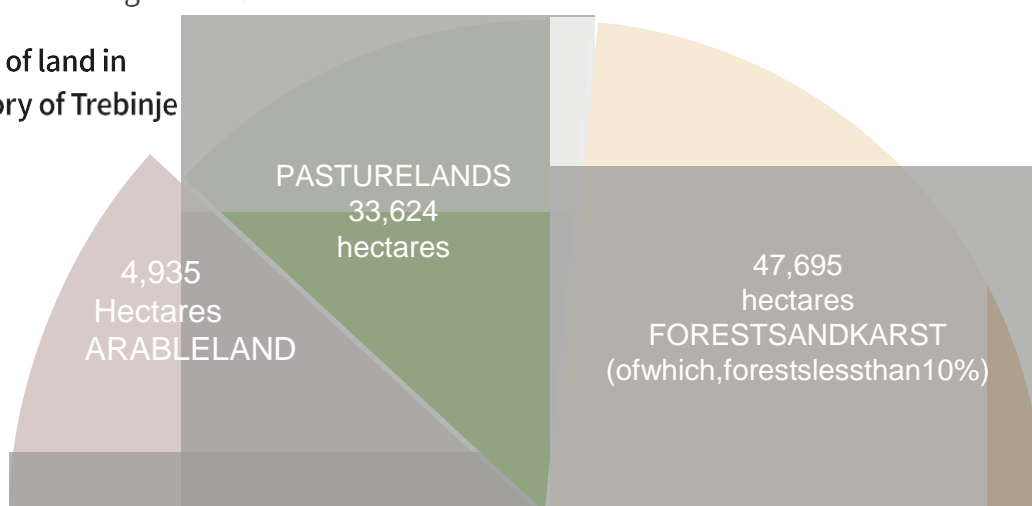 of land in
ory of Trebinje
PASTURELANDS
33,624
hectares
4,935
Hectares
ARABLELAND
47,695
hectares
FORESTSANDKARST
(ofwhich,forestslessthan10%)